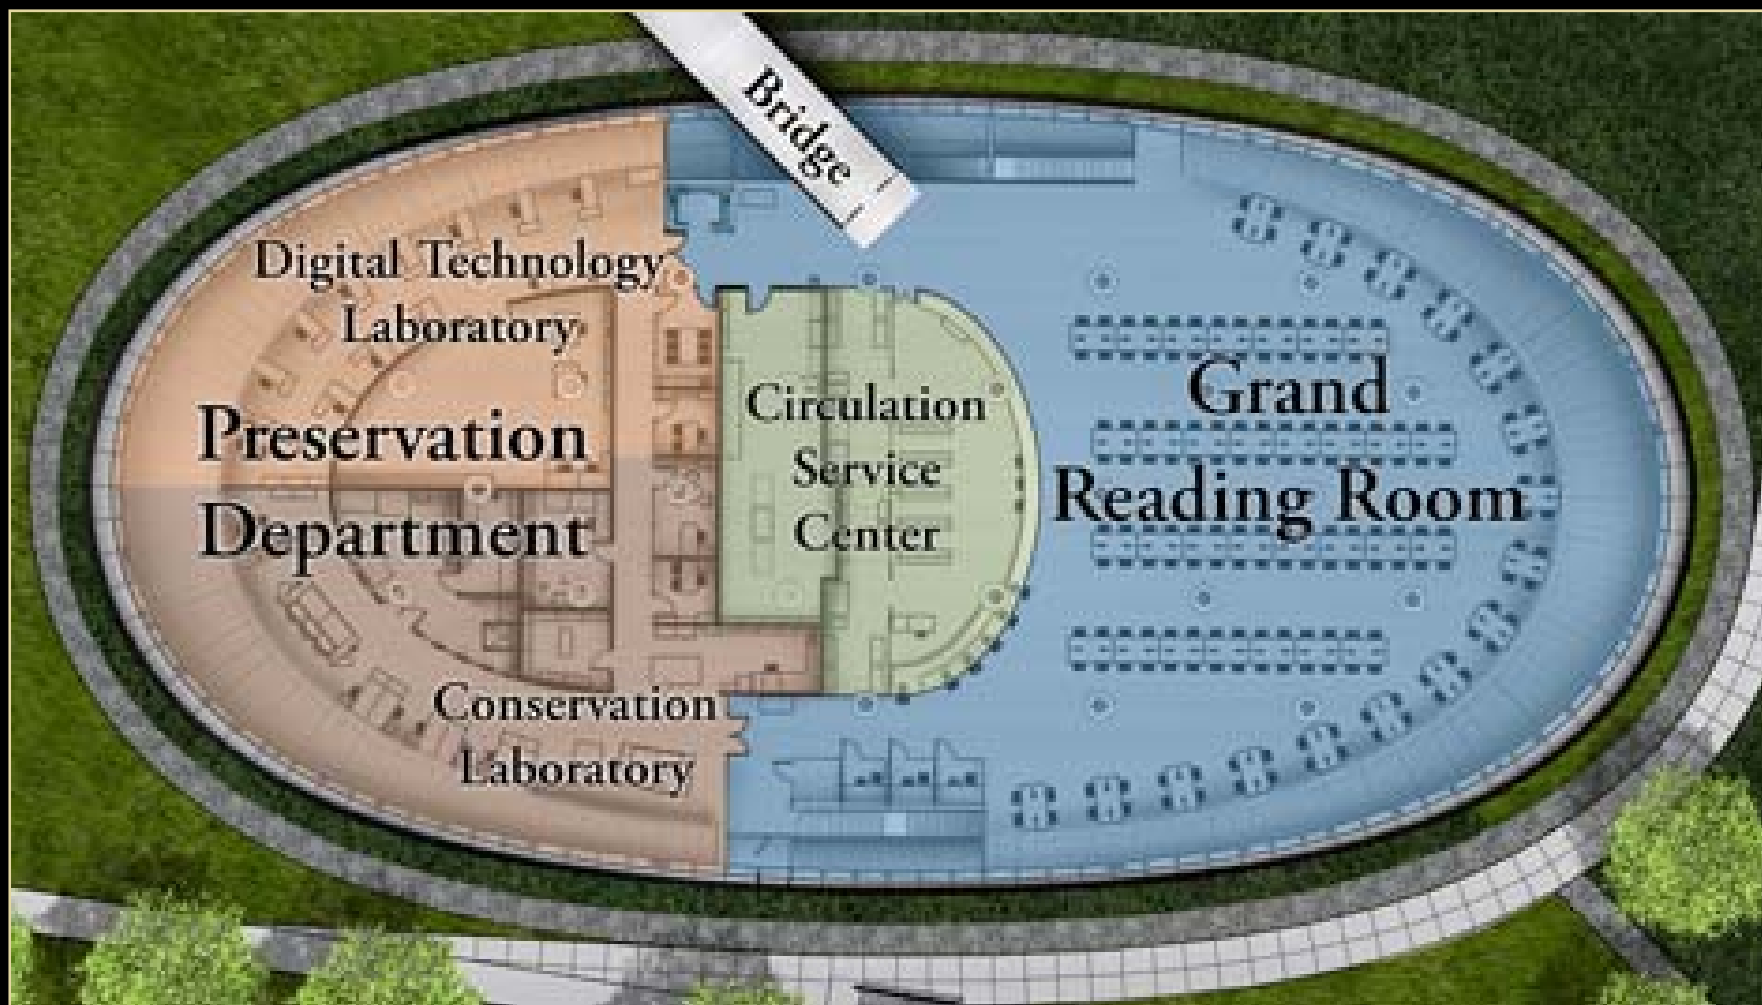 Bridge
Digital Technology
Laboratory
Preservation
Department
Circulation
Service
Center
Grand
Reading Room
Conservation
Laboratory